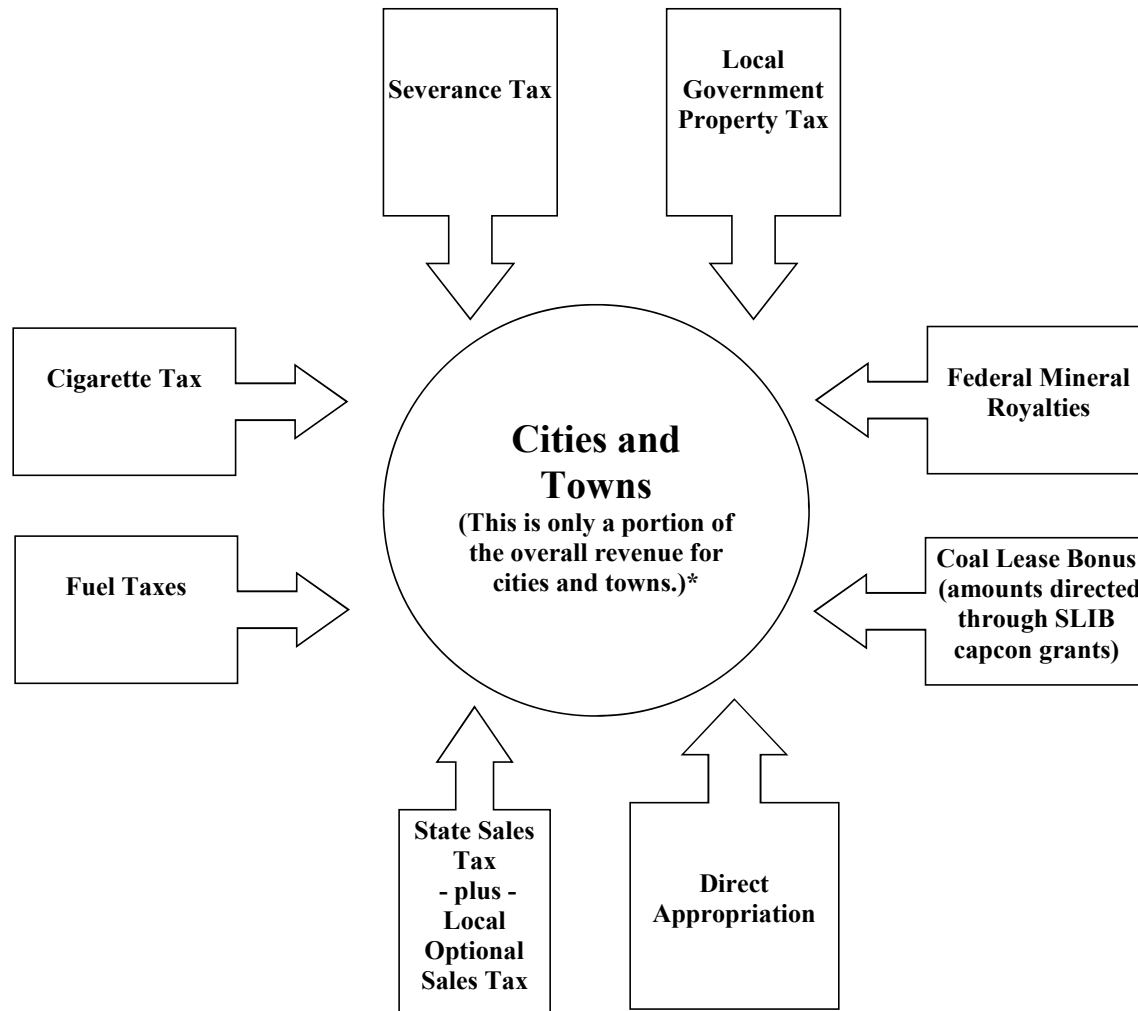 Severance Tax
Local
Government
Property Tax
Cigarette Tax
Federal Mineral
Royalties
Cities and
Towns
(This is only a portion of
the overall revenue for
cities and towns.)*
Fuel Taxes
Coal Lease Bonus
(amounts directed
through SLIB
capcon grants)
State Sales
Tax
- plus -
Local
Optional
Sales Tax
Direct
Appropriation